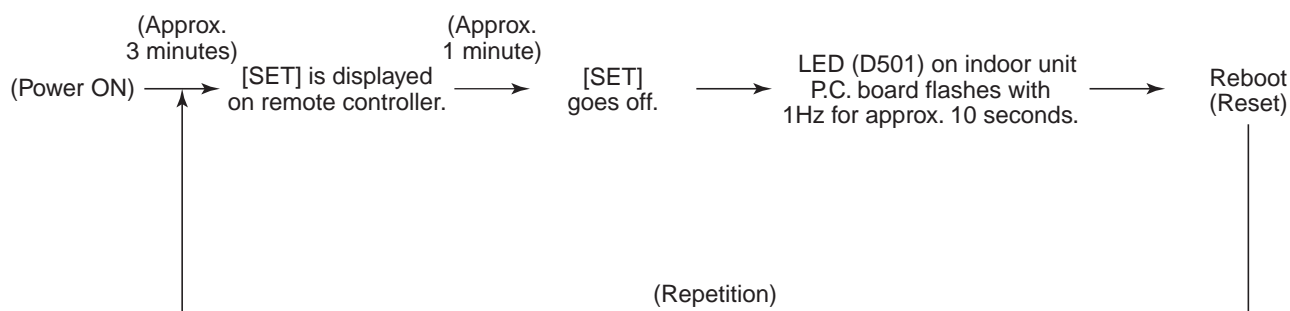 (Approx.
3 minutes)
(Approx.
1 minute)
(Power ON)
[SET] is displayed
on remote controller.
[SET]
goes off.
LED (D501) on indoor unit
P.C. board flashes with
1Hz for approx. 10 seconds.
Reboot
(Reset)
(Repetition)